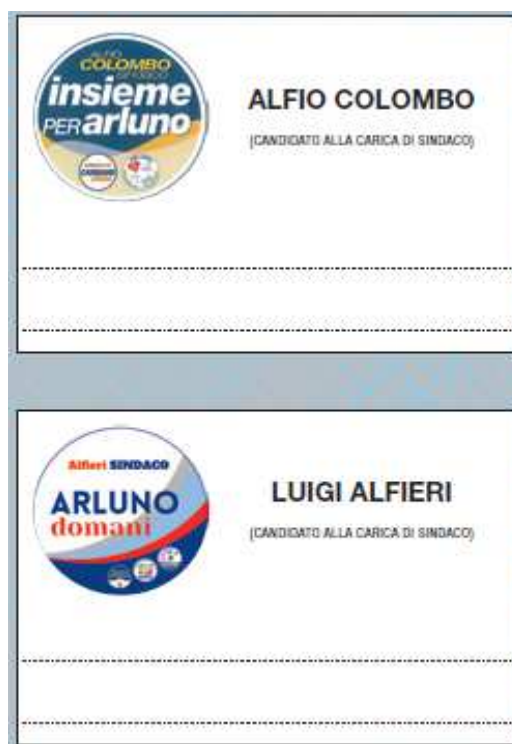 ALFIO
COLOMBO
SINDACO
insieme
PER arluno
ALFIO COLOMBO
(CANDIDATO ALLA CARICA DI SINDACO)
Alfieri SINDACO
ARLUNO
domani
LUIGI ALFIERI
(CANDIDATO ALLA CARICA DI SINDACO)